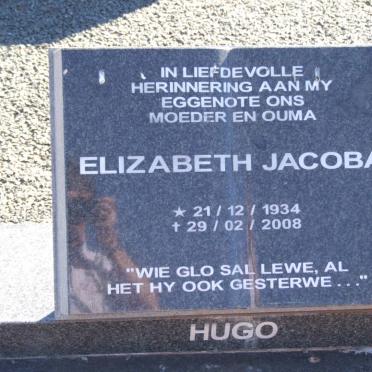 IN LIEFDEVOLLE
HERINNERING AAN MY
EGGENOTE ONS
MOEDER EN OUMA
ELIZABETH JACOBA
★ 21 / 12 / 1934
† 29 / 02 / 2008
"WIE GLO SAL LEWE, AL
HET HY OOK GESTERWE..."
HUGO